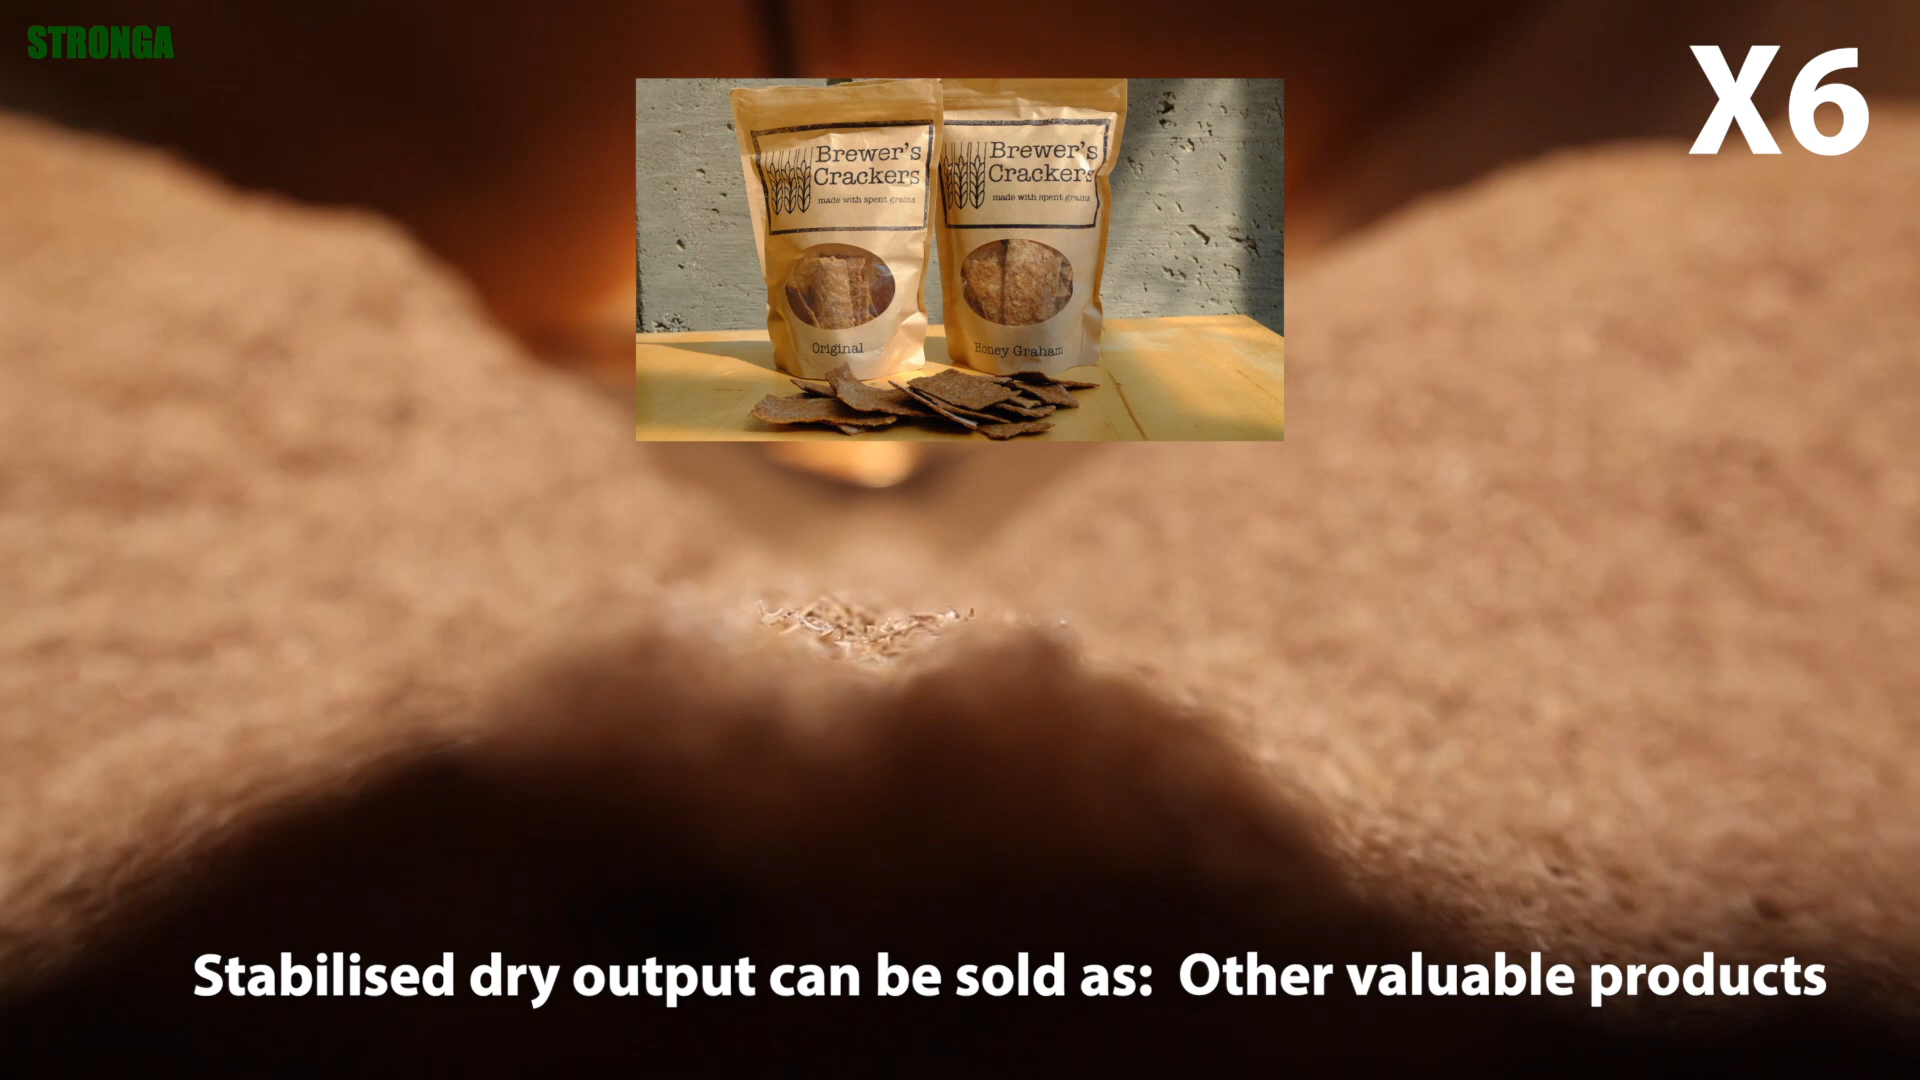 STRONGA
X6
Brewer's
Crackers
made with spent grains
Original
Brewer's
Crackers
made with spent grains
Honey Graham
Stabilised dry output can be sold as: Other valuable products